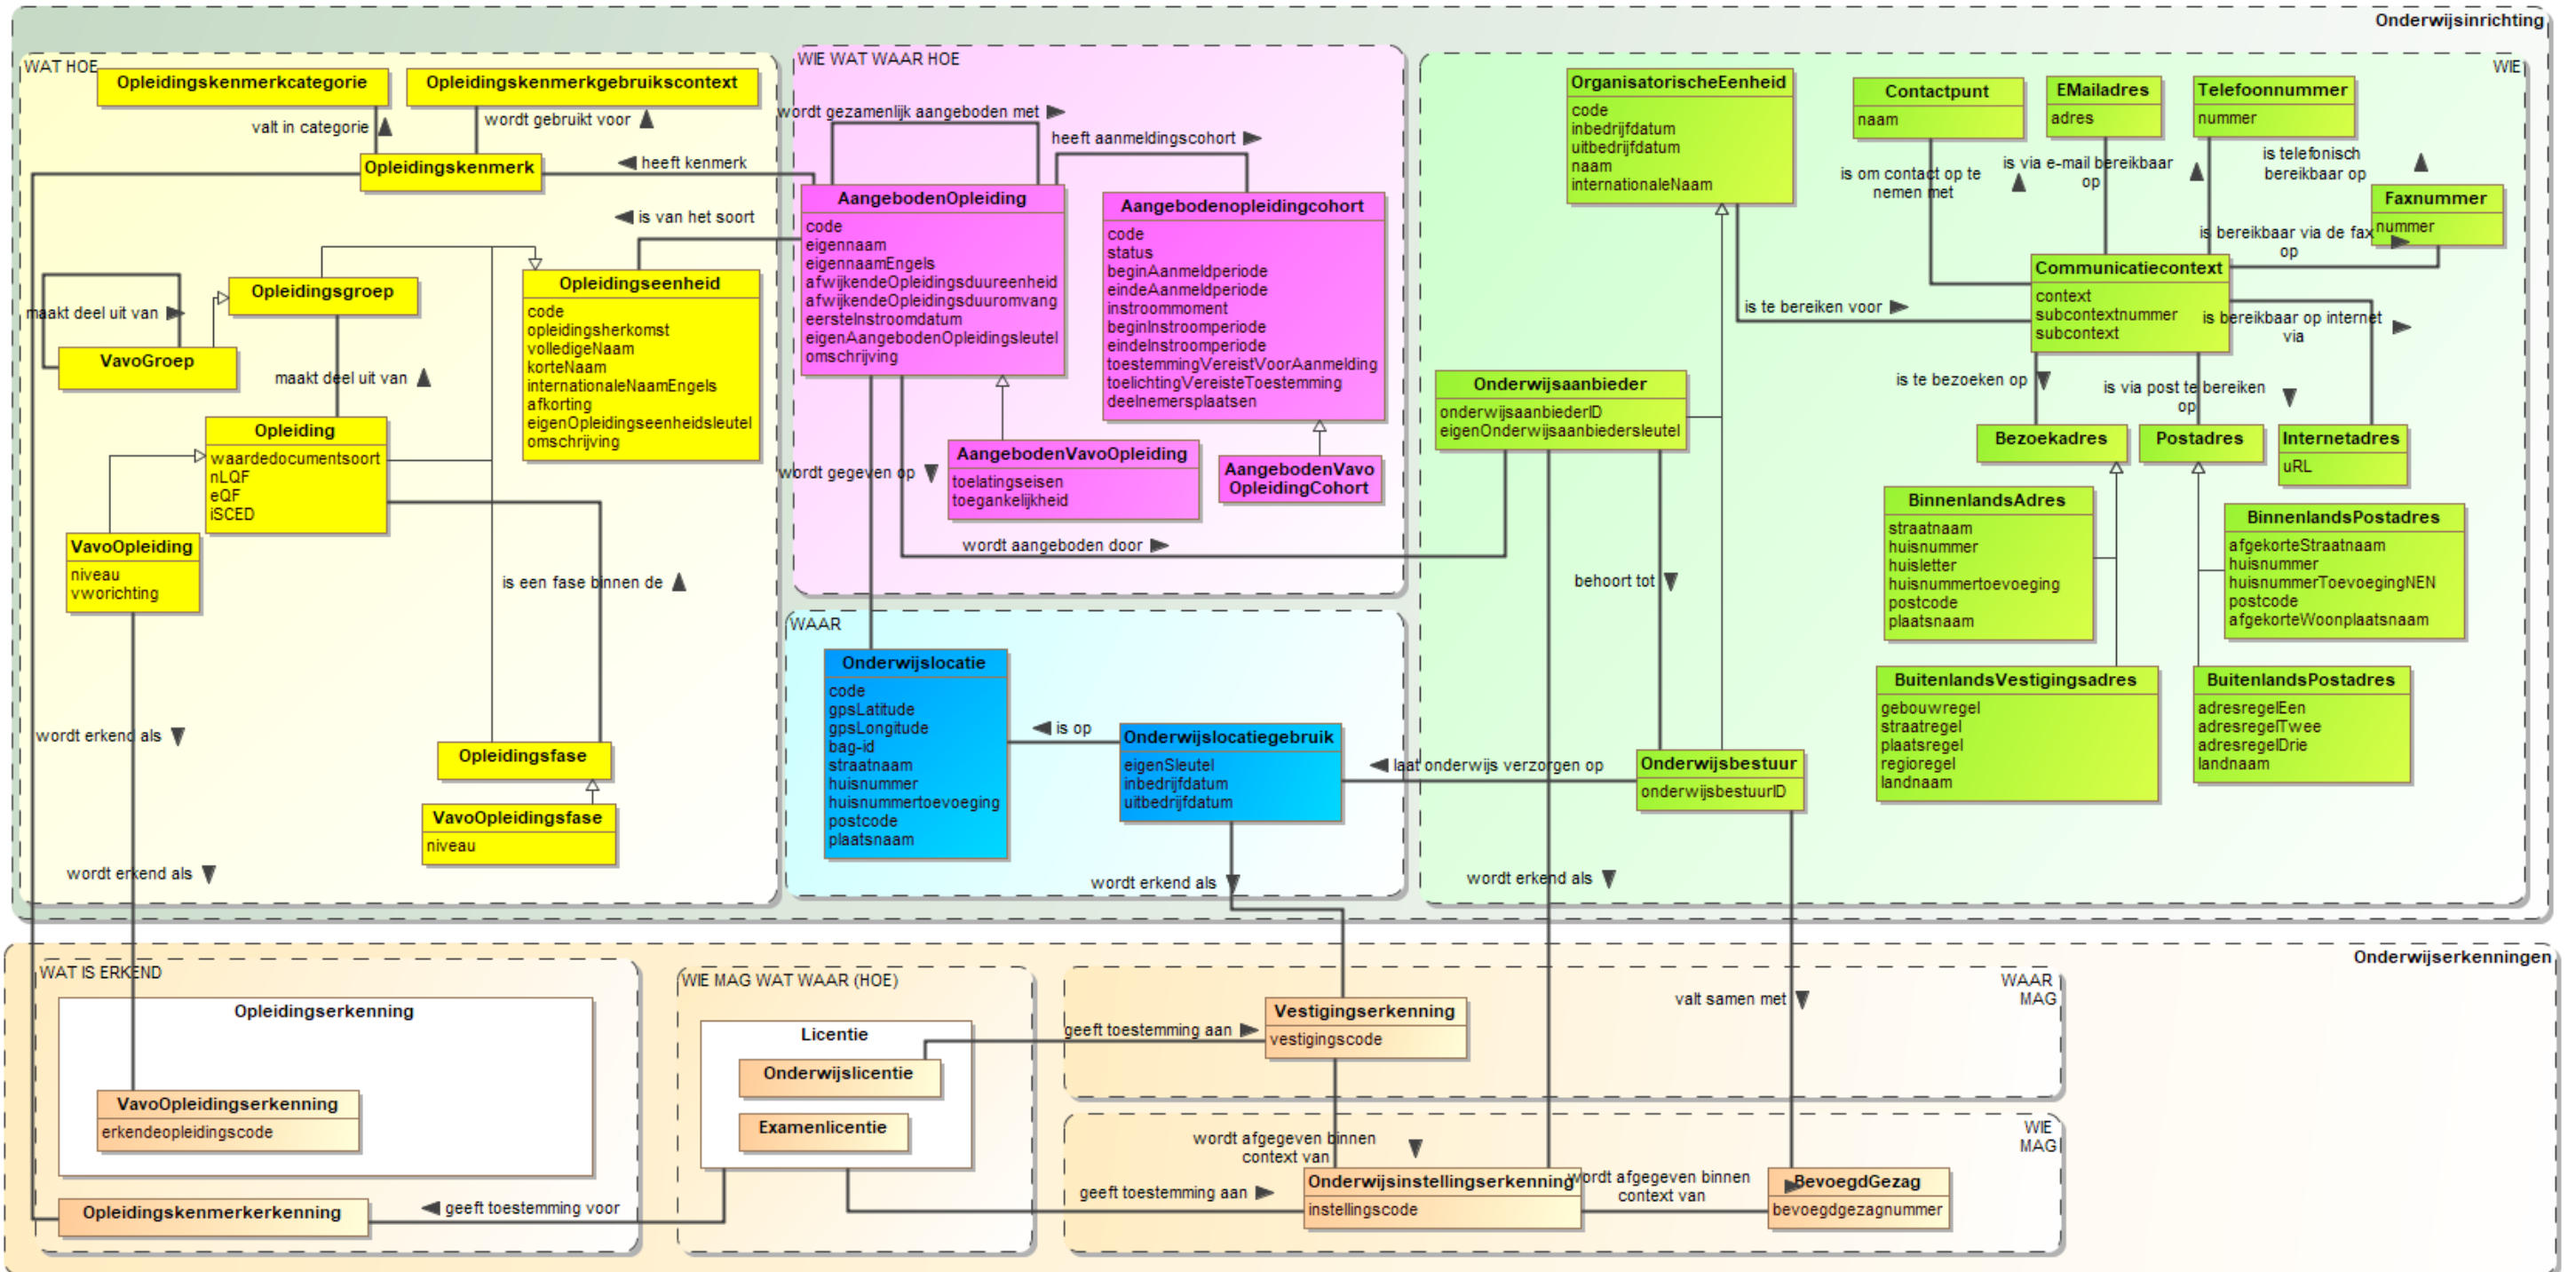 Onderwijsinrichting
WAT HOE
Opleidingskenmerkcategorie
Opleidingskenmerkgebruikscontext
valt in categorie
wordt gebruikt voor
Opleidingskenmerk
heeft kenmerk
is van het soort
Opleidingsgroep
maakt deel uit van
VavoGroep
maakt deel uit van
Opleidingseenheid
code
opleidingsherkomst
volledigeNaam
korteNaam
internationaleNaamEngels
afkorting
eigenOpleidingseenheidsleutel
omschrijving
Opleiding
waardedocumentsoort
nLQF
eQF
iSCED
VavoOpleiding
niveau
vworichting
is een fase binnen de
wordt erkend als
Opleidingsfase
VavoOpleidingsfase
niveau
wordt erkend als
WIE WAT WAAR HOE
wordt gezamenlijk aangeboden met
heeft aanmeldingscohort
AangebodenOpleiding
code
eigennaam
eigennaamEngels
afwijkendeOpleidingsduureenheid
afwijkendeOpleidingsduuromvang
eersteInstroomdatum
eigenAangebodenOpleidingsleutel
omschrijving
Aangebodenopleidingcohort
code
status
beginAanmeldperiode
eindeAanmeldperiode
instroommoment
beginInstroomperiode
eindeInstroomperiode
toestemmingVereistVoorAanmelding
toelichtingVereisteToestemming
deelnemersplaatsen
AangebodenVavoOpleiding
toelatingseisen
toegankelijkheid
AangebodenVavo
OpleidingCohort
wordt gegeven op
wordt aangeboden door
WAAR
Onderwijslocatie
code
gpsLatitude
gpsLongitude
bag-id
straatnaam
huisnummer
huisnummertoevoeging
postcode
plaatsnaam
is op
Onderwijslocatiegebruik
eigenSleutel
inbedrijfdatum
uitbedrijfdatum
laat onderwijs verzorgen op
wordt erkend als
WIE
OrganisatorischeEenheid
code
inbedrijfdatum
uitbedrijfdatum
naam
internationaleNaam
Contactpunt
naam
EMailadres
adres
Telefoonnummer
nummer
is om contact op te
nemen met
is via e-mail bereikbaar
op
is telefonisch
bereikbaar op
Faxnummer
nummer
is bereikbaar via de fax
op
Communicatiecontext
context
subcontextnummer
subcontext
is te bereiken voor
is bereikbaar op internet
via
Onderwijsaanbieder
onderwijsaanbiederID
eigenOnderwijsaanbiedersleutel
is te bezoeken op
is via post te bereiken
op
Bezoekadres
Postadres
Internetadres
uRL
BinnenlandsAdres
straatnaam
huisnummer
huisletter
huisnummertoevoeging
postcode
plaatsnaam
BinnenlandsPostadres
afgekorteStraatnaam
huisnummer
huisnummerToevoegingNEN
postcode
afgekorteWoonplaatsnaam
behoort tot
BuitenlandsVestigingsadres
gebouwregel
straatregel
plaatsregel
regioregel
landnaam
BuitenlandsPostadres
adresregelEen
adresregelTwee
adresregelDrie
landnaam
Onderwijsbestuur
onderwijsbestuurID
wordt erkend als
Onderwijserkenningen
WAT IS ERKEND
Opleidingserkenning
VavoOpleidingserkenning
erkendeopleidingscode
Opleidingskenmerkerkenning
geeft toestemming voor
WIE MAG WAT WAAR (HOE)
Licentie
Onderwijslicentie
Examenlicentie
geeft toestemming aan
WAAR
MAG
Vestigingserkenning
vestigingscode
valt samen met
WIE
MAG
wordt afgegeven binnen
context van
geeft toestemming aan
Onderwijsinstellingserkenning
instellingscode
wordt afgegeven binnen
context van
BevoegdGezag
bevoegdgezagnummer